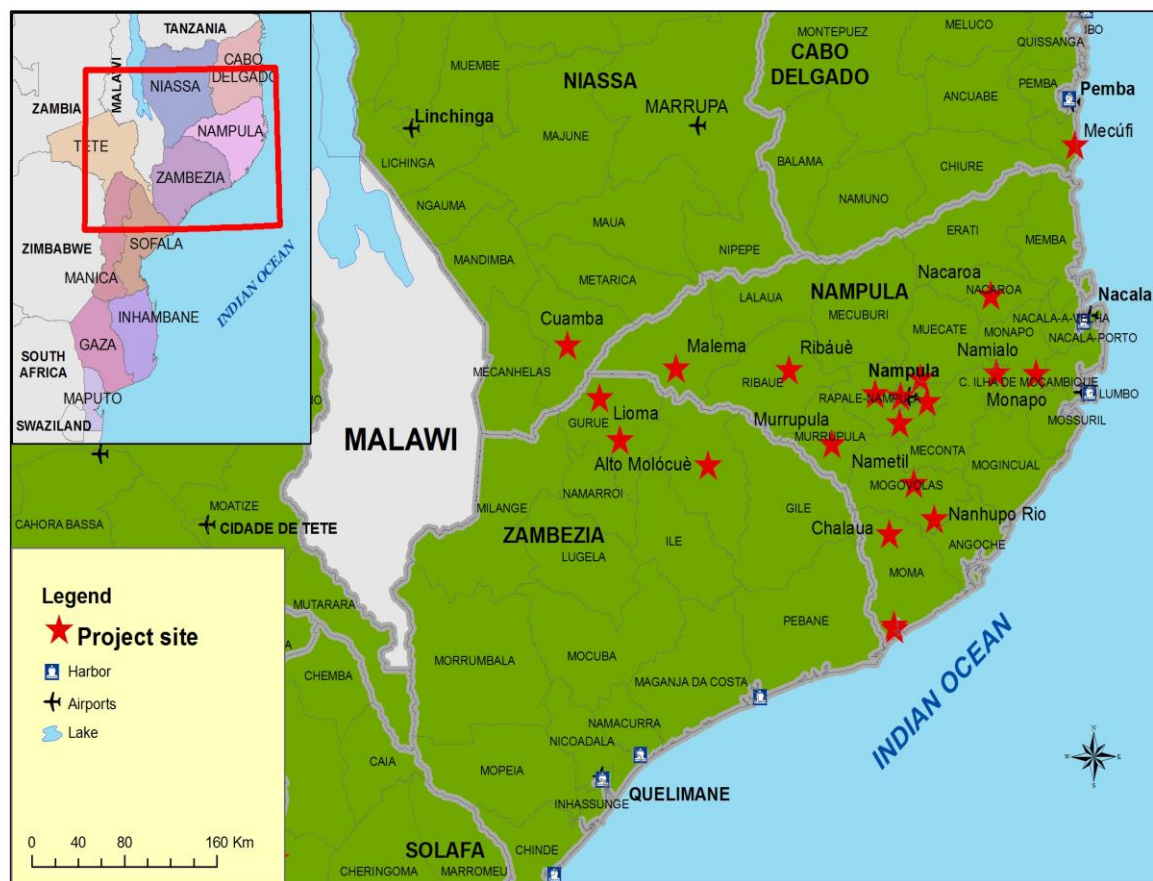 TANZANIA
CABO
DELGADO
NIASSA
MALAWI
ZAMBIA
NAMPULA
TETE
ZAMBEZIA
ZIMBABWE
SOFALA
MANICA
INDIAN OCEAN
INHAMBANE
GAZA
SOUTH
AFRICA
MAPUTO
SWAZILAND
MONTEPUEZ
MELUCO
IBO
QUISSANGA
CABO
DELGADO
MUEMBE
NIASSA
PEMBA
Pemba
ANCUABE
Linchinga
MARRUPA
Mecúfi
MAJUNE
LICHINGA
BALAMA
CHIURE
NGAUMA
NAMUNO
MAUA
ERATI
NIPEPE
MEMBA
MANDIMBA
METARICA
Nacaroa
LALAUA
NAMPULA
NACAROA
Nacala
MECUBURI
Cuamba
MUECATE
MONAPO
NACALA-A-VELHA
NACALA-PORTO
Malema
Ribáuè
Namialo
MECANHELAS
RIBAUE
Nampula
C. ILHA DE MOÇAMBIQUE
RAPALE-NAMPU
Monapo
LUMBO
Lioma
GURUE
Murrupula
MOSSURIL
MALAWI
MURRUPULA
MECONTA
Alto Molócuè
Nametil
MOGINCUAL
NAMARROI
MOGOVOLAS
MOATIZE
MILANGE
GILE
CAHORA BASSA
CIDADE DE TETE
ZAMBEZIA
Chalaua
Nanhupo Rio
LUGELA
ILE
ANGOCHE
MOMA
MUTARARA
PEBANE
MORRUMBALA
MOCUBA
CHEMBA
MAGANJA DA COSTA
INDIAN OCEAN
NAMACURRA
NICOADALA
CAIA
MOPEIA
QUELIMANE
INHASSUNGE
SOLAFA
CHINDE
CHERINGOMA
MARROMEU
Legend
Project site
Harbor
Airports
Lake
0 40 80 160 Km
N
W E
S